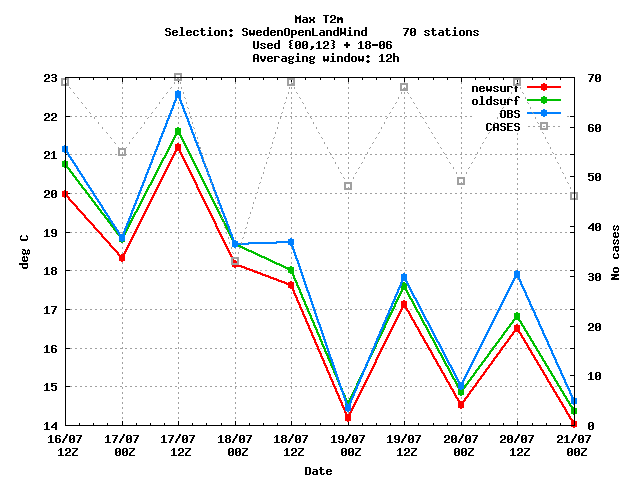 Max T2m
Selection: SwedenOpenLandWind 70 stations
Used {00,12} + 18-06
Averaging window: 12h
23
22
21
20
19
18
17
16
15
14
deg C
70
60
50
40
30
20
10
0
No cases
newsurf
oldsurf
OBS
CASES
16/07 17/07 17/07 18/07 18/07 19/07 19/07 20/07 20/07 21/07
12Z 00Z 12Z 00Z 12Z 00Z 12Z 00Z 12Z 00Z
Date